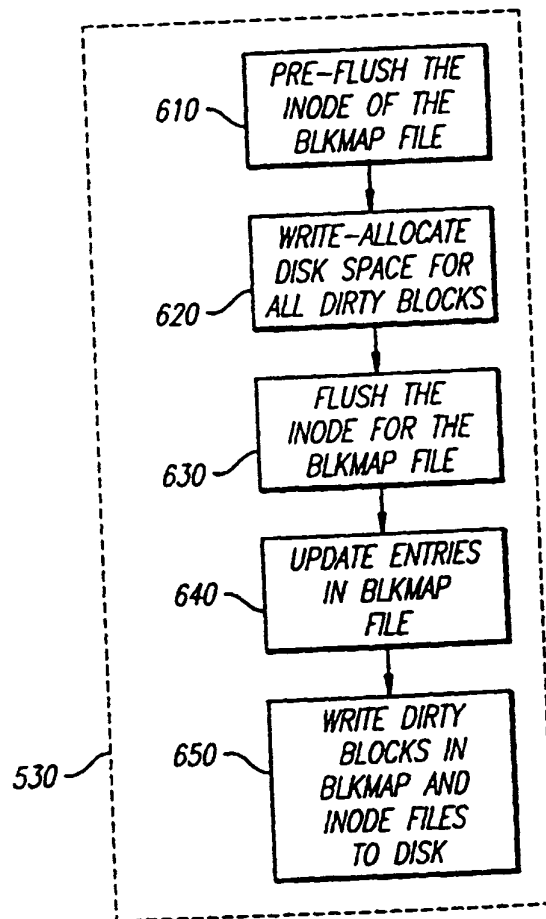 610
PRE-FLUSH THE
INODE OF THE
BLKMAP FILE
620
WRITE-ALLOCATE
DISK SPACE FOR
ALL DIRTY BLOCKS
630
FLUSH THE
INODE FOR THE
BLKMAP FILE
640
UPDATE ENTRIES
IN BLKMAP
FILE
530
650
WRITE DIRTY
BLOCKS IN
BLKMAP AND
INODE FILES
TO DISK